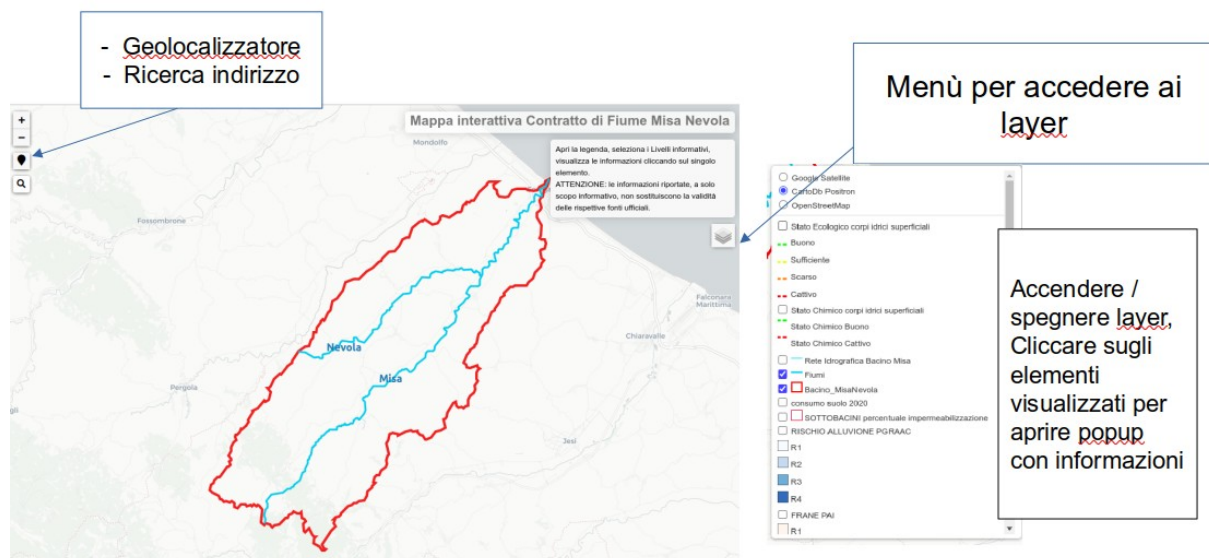 - Geolocalizzatore
- Ricerca indirizzo
Menù per accedere ai
layer
+
−
Mappa interattiva Contratto di Fiume Misa Nevola
Apri la legenda, seleziona i Livelli informativi,
visualizza le informazioni cliccando sul singolo
elemento.
ATTENZIONE: le informazioni riportate, a solo
scopo informativo, non sostituiscono la validità
delle rispettive fonti ufficiali.
Mondolfo
Fossombrone
Falconara
Marittima
Chiaravalle
Nevola
Misa
Pergola
Jesi
Google Satellite
CartoDb Positron
OpenStreetMap
Stato Ecologico corpi idrici superficiali
Buono
Sufficiente
Scarso
Cattivo
Stato Chimico corpi idrici superficiali
Stato Chimico Buono
Stato Chimico Cattivo
Rete Idrografica Bacino Misa
Fiumi
Bacino_MisaNevola
consumo suolo 2020
SOTTOBACINI percentuale impermeabilizzazione
RISCHIO ALLUVIONE PGRAAC
R1
R2
R3
R4
FRANE PAI
R1
Accendere /
spegnere layer,
Cliccare sugli
elementi
visualizzati per
aprire popup
con informazioni